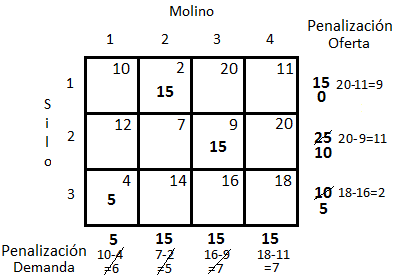 Molino
1 2 3 4
Penalización
Oferta
Silo
1 10 2 20 11
15
15 20-11=9
0
2 12 7 9 20
15
25 20-9=11
10
3 4 14 16 18
5
10 18-16=2
5
5 15 15 15
Penalización 10-4 7-2 16-9 18-11
Demanda =6 =5 =7 =7